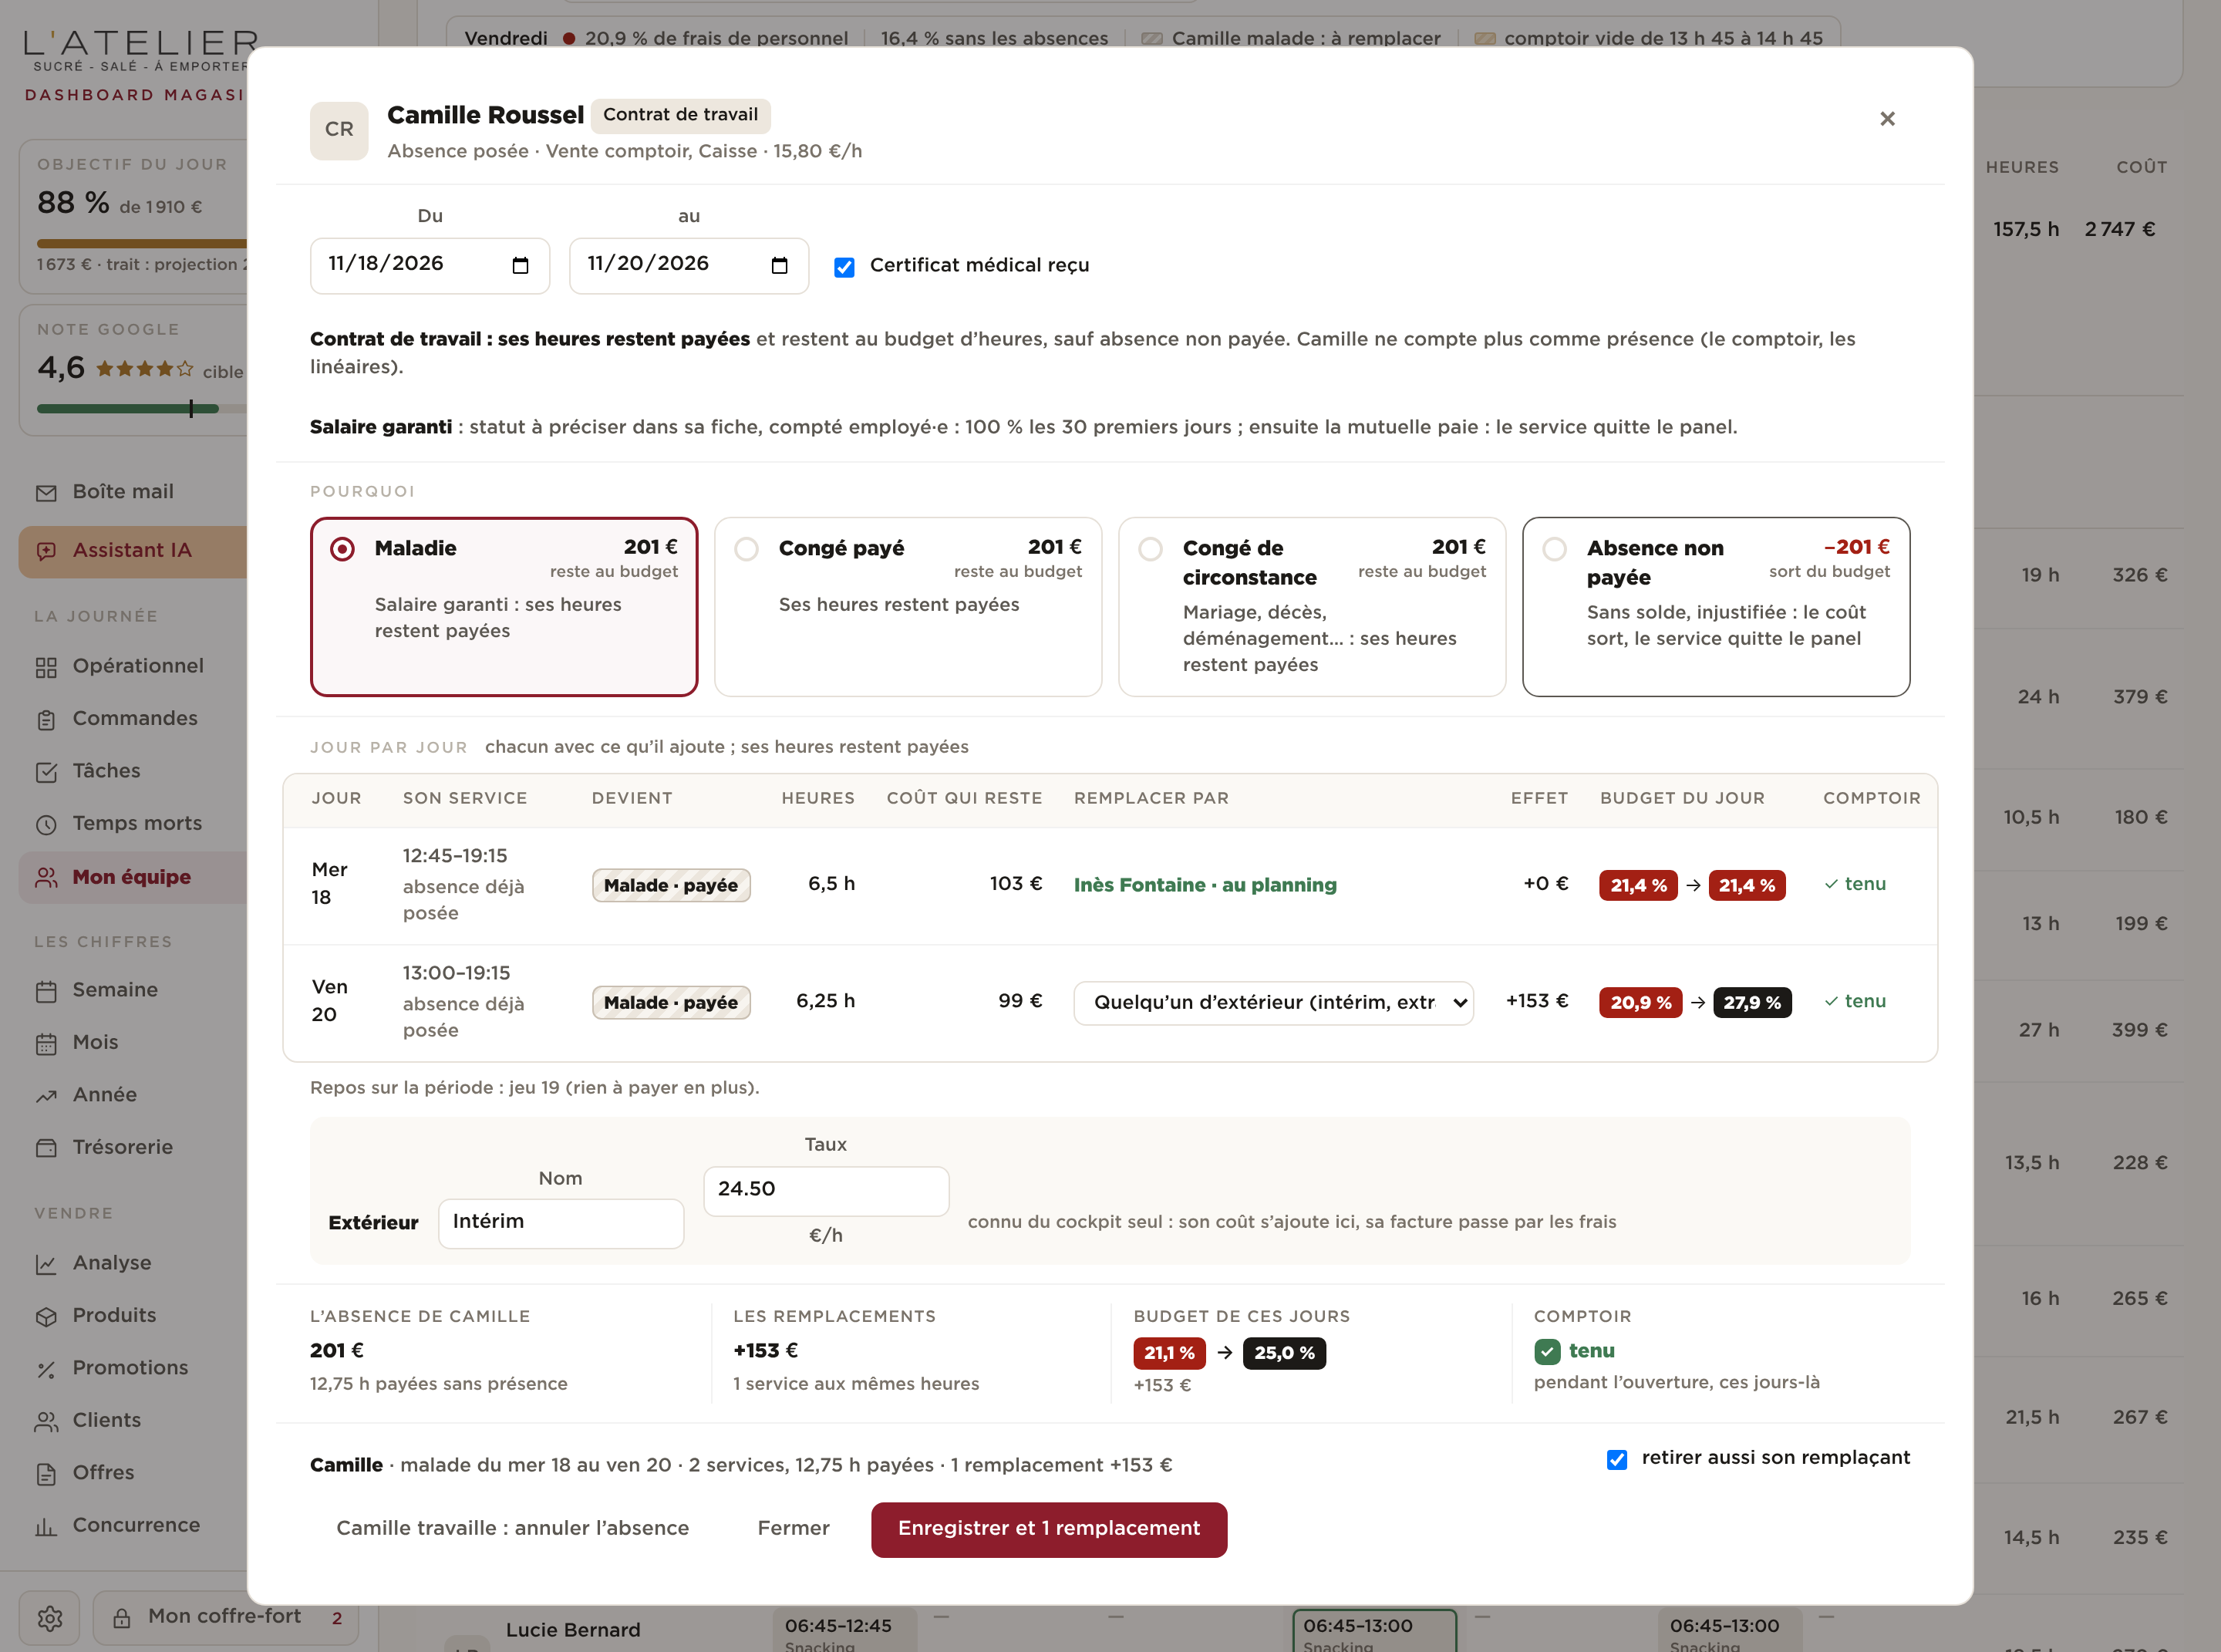 L'ATELIER
SUCRÉ - SALÉ - À EMPORTER
DASHBOARD MAGASI
OBJECTIF DU JOUR
88 % de 1 910 €
1 673 € · trait : projection
NOTE GOOGLE
4,6 cible
Boîte mail
Assistant IA
LA JOURNÉE
Opérationnel
Commandes
Tâches
Temps morts
Mon équipe
LES CHIFFRES
Semaine
Mois
Année
Trésorerie
VENDRE
Analyse
Produits
Promotions
Clients
Offres
Concurrence
Mon coffre-fort 2
Vendredi 20,9 % de frais de personnel 16,4 % sans les absences Camille malade : à remplacer comptoir vide de 13 h 45 à 14 h 45
CR
Camille Roussel Contrat de travail
Absence posée · Vente comptoir, Caisse · 15,80 €/h
×
Du
11/18/2026
au
11/20/2026
Certificat médical reçu
Contrat de travail : ses heures restent payées et restent au budget d’heures, sauf absence non payée. Camille ne compte plus comme présence (le comptoir, les
linéaires).
Salaire garanti : statut à préciser dans sa fiche, compté employé·e : 100 % les 30 premiers jours ; ensuite la mutuelle paie : le service quitte le panel.
POURQUOI
Maladie 201 €
reste au budget
Salaire garanti : ses heures
restent payées
Congé payé 201 €
reste au budget
Ses heures restent payées
Congé de 201 €
circonstance reste au budget
Mariage, décès,
déménagement... : ses heures
restent payées
Absence non –201 €
payée sort du budget
Sans solde, injustifiée : le coût
sort, le service quitte le panel
JOUR PAR JOUR chacun avec ce qu’il ajoute ; ses heures restent payées
JOUR SON SERVICE DEVIENT HEURES COÛT QUI RESTE REMPLACER PAR EFFET BUDGET DU JOUR COMPTOIR
Mer
18
12:45–19:15
absence déjà
posée
Malade · payée 6,5 h 103 € Inès Fontaine · au planning +0 € 21,4 % → 21,4 % ✓ tenu
Ven
20
13:00–19:15
absence déjà
posée
Malade · payée 6,25 h 99 € Quelqu’un d’extérieur (intérim, extr +153 € 20,9 % → 27,9 % ✓ tenu
Repos sur la période : jeu 19 (rien à payer en plus).
Extérieur
Nom
Intérim
Taux
24.50
€/h
connu du cockpit seul : son coût s’ajoute ici, sa facture passe par les frais
L’ABSENCE DE CAMILLE
201 €
12,75 h payées sans présence
LES REMPLACEMENTS
+153 €
1 service aux mêmes heures
BUDGET DE CES JOURS
21,1 % → 25,0 %
+153 €
COMPTOIR
tenu
pendant l’ouverture, ces jours-là
Camille · malade du mer 18 au ven 20 · 2 services, 12,75 h payées · 1 remplacement +153 €
retirer aussi son remplaçant
Camille travaille : annuler l’absence
Fermer
Enregistrer et 1 remplacement
HEURES COÛT
157,5 h 2 747 €
19 h 326 €
24 h 379 €
10,5 h 180 €
13 h 199 €
27 h 399 €
13,5 h 228 €
16 h 265 €
21,5 h 267 €
14,5 h 235 €
Lucie Bernard
06:45–12:45
Snacking
—
—
06:45–13:00
Snacking
—
06:45–13:00
Snacking
—